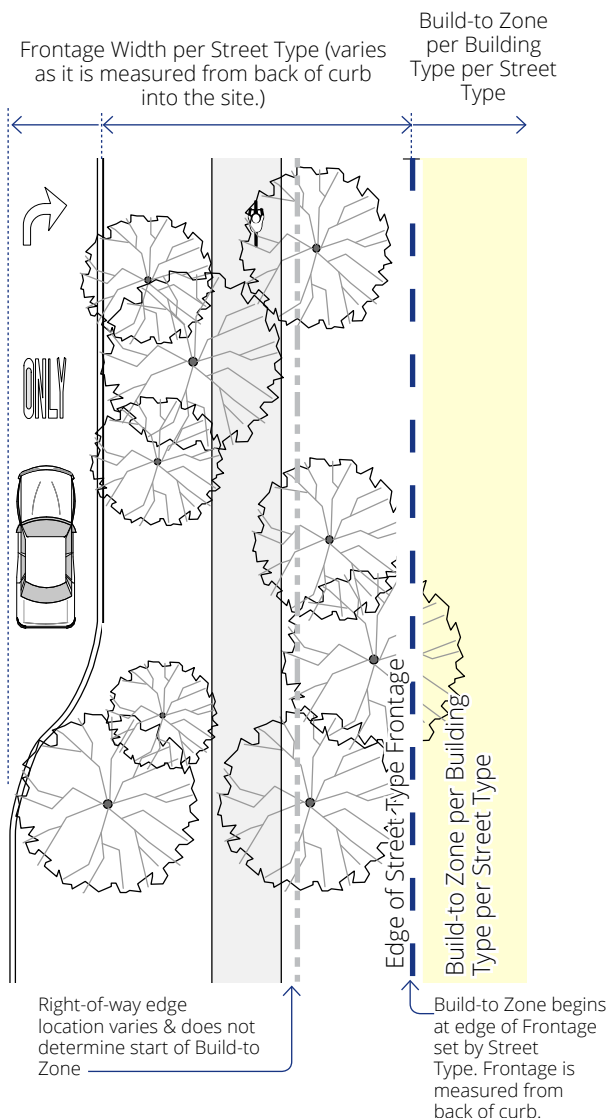 Frontage Width per Street Type (varies
as it is measured from back of curb
into the site.)
Build-to Zone
per Building
Type per Street
Type
ONLY
Edge of Street Type Frontage
Build-to Zone per Building
Type per Street Type
Right-of-way edge
location varies & does not
determine start of Build-to
Zone
Build-to Zone begins
at edge of Frontage
set by Street
Type. Frontage is
measured from
back of curb.